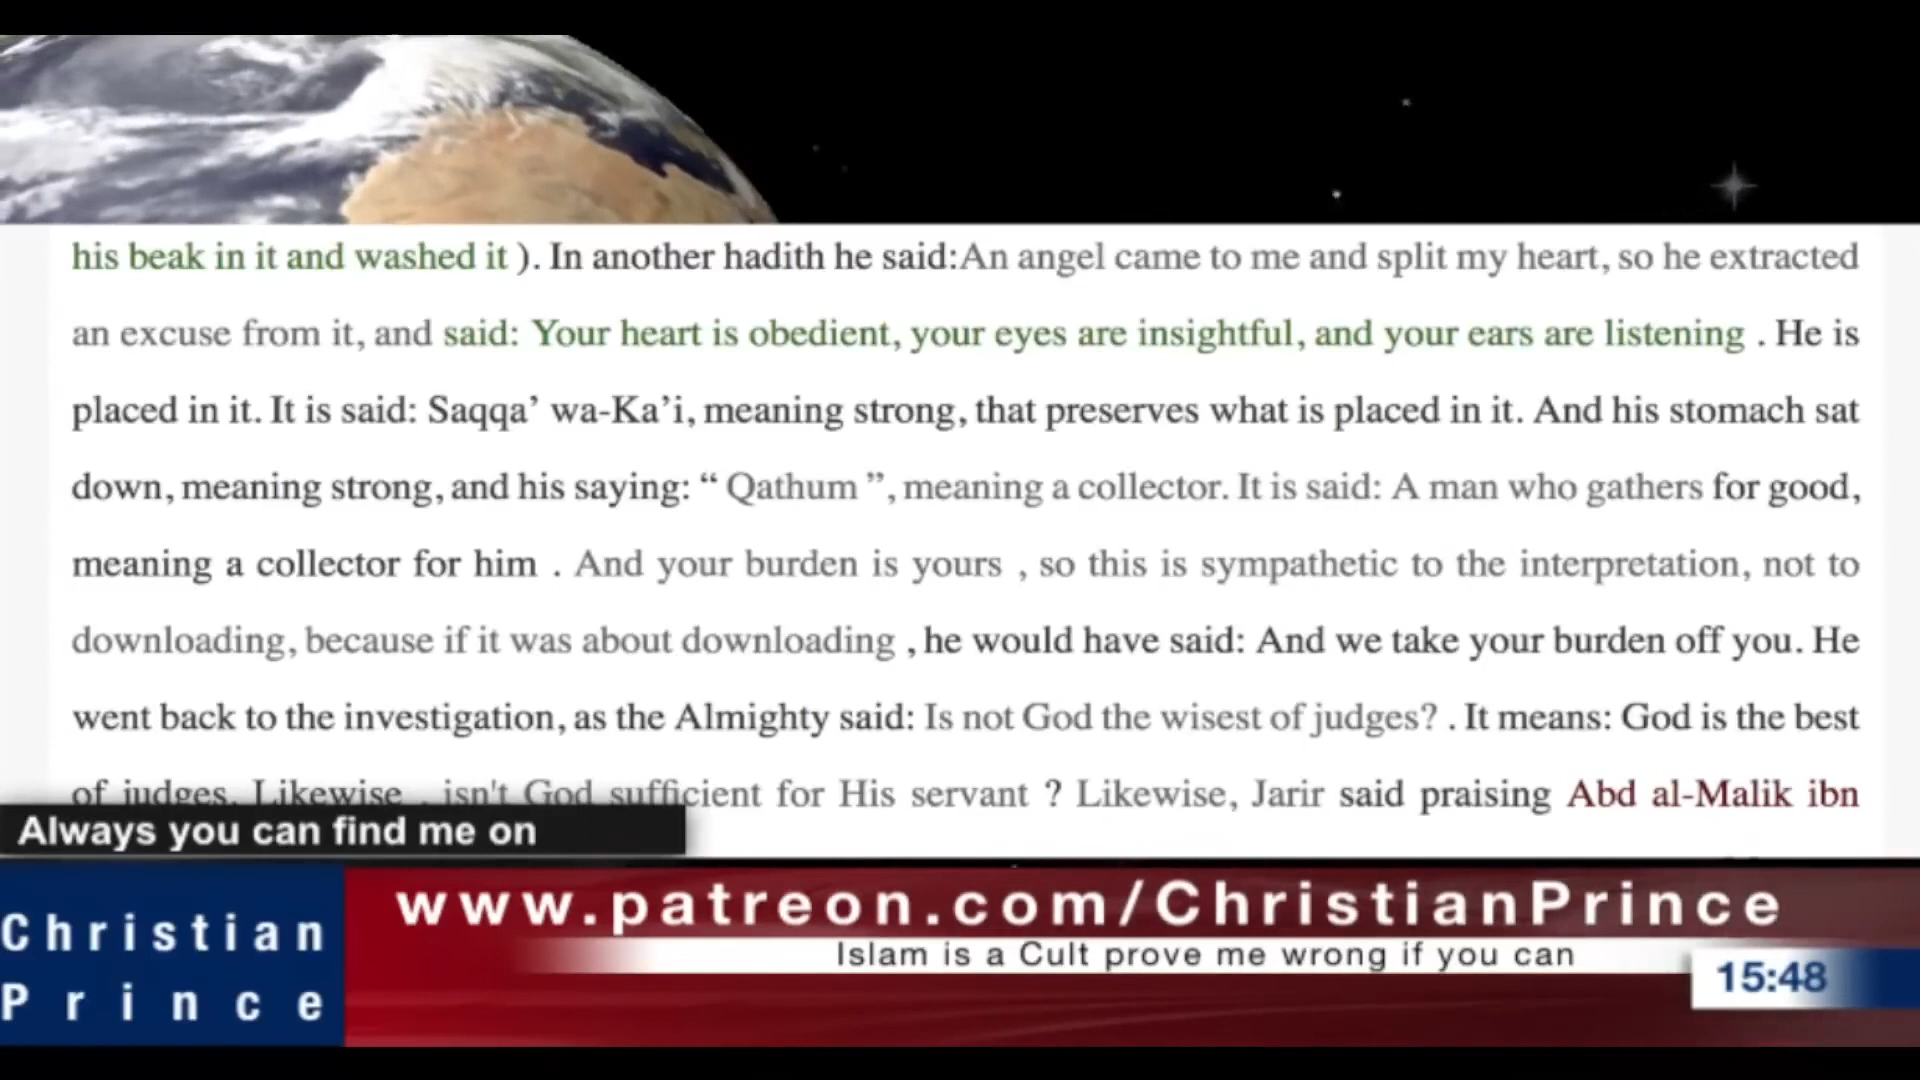 his beak in it and washed it ). In another hadith he said:An angel came to me and split my heart, so he extracted
an excuse from it, and said: Your heart is obedient, your eyes are insightful, and your ears are listening . He is
placed in it. It is said: Saqqa’ wa-Ka’i, meaning strong, that preserves what is placed in it. And his stomach sat
down, meaning strong, and his saying: “ Qathum ”, meaning a collector. It is said: A man who gathers for good,
meaning a collector for him . And your burden is yours , so this is sympathetic to the interpretation, not to
downloading, because if it was about downloading , he would have said: And we take your burden off you. He
went back to the investigation, as the Almighty said: Is not God the wisest of judges? . It means: God is the best
of judges. Likewise , isn't God sufficient for His servant ? Likewise, Jarir said praising Abd al-Malik ibn
Always you can find me on
www.patreon.com/ChristianPrince
Christian
Prince
Islam is a Cult prove me wrong if you can
15:48